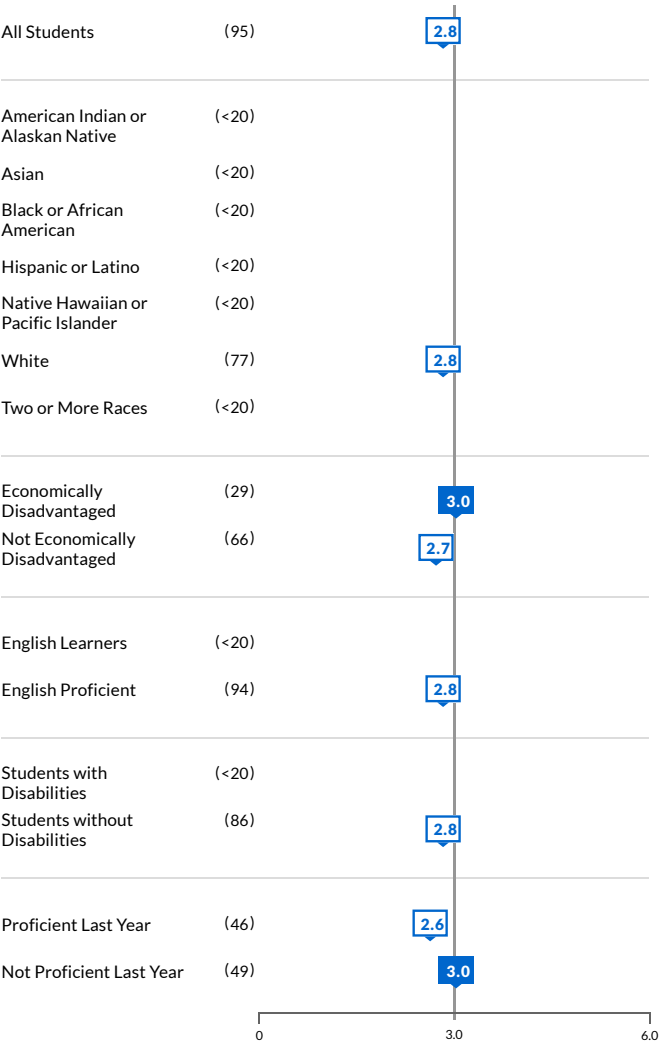 All Students (95) 2.8
American Indian or (<20)
Alaskan Native
Asian (<20)
Black or African (<20)
American
Hispanic or Latino (<20)
Native Hawaiian or (<20)
Pacific Islander
White (77) 2.8
Two or More Races (<20)
Economically (29) 3.0
Disadvantaged
Not Economically (66) 2.7
Disadvantaged
English Learners (<20)
English Proficient (94) 2.8
Students with (<20)
Disabilities
Students without (86) 2.8
Disabilities
Proficient Last Year (46) 2.6
Not Proficient Last Year (49) 3.0
0 3.0 6.0